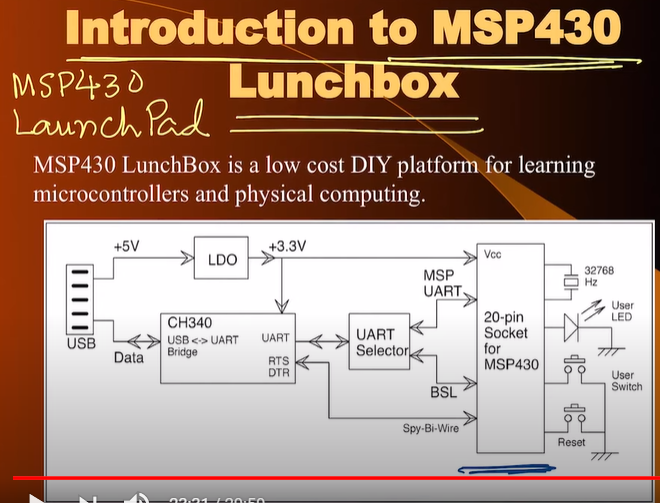 Introduction to MSP430
Lunchbox
MSP430
LaunchPad
MSP430 LunchBox is a low cost DIY platform for learning
microcontrollers and physical computing.
+5V
LDO
+3.3V
Vcc
32768
Hz
MSP
UART
User
LED
USB
Data
CH340
USB <-> UART
Bridge
UART
RTS
DTR
UART
Selector
20-pin
Socket
for
MSP430
BSL
User
Switch
Spy-Bi-Wire
Reset